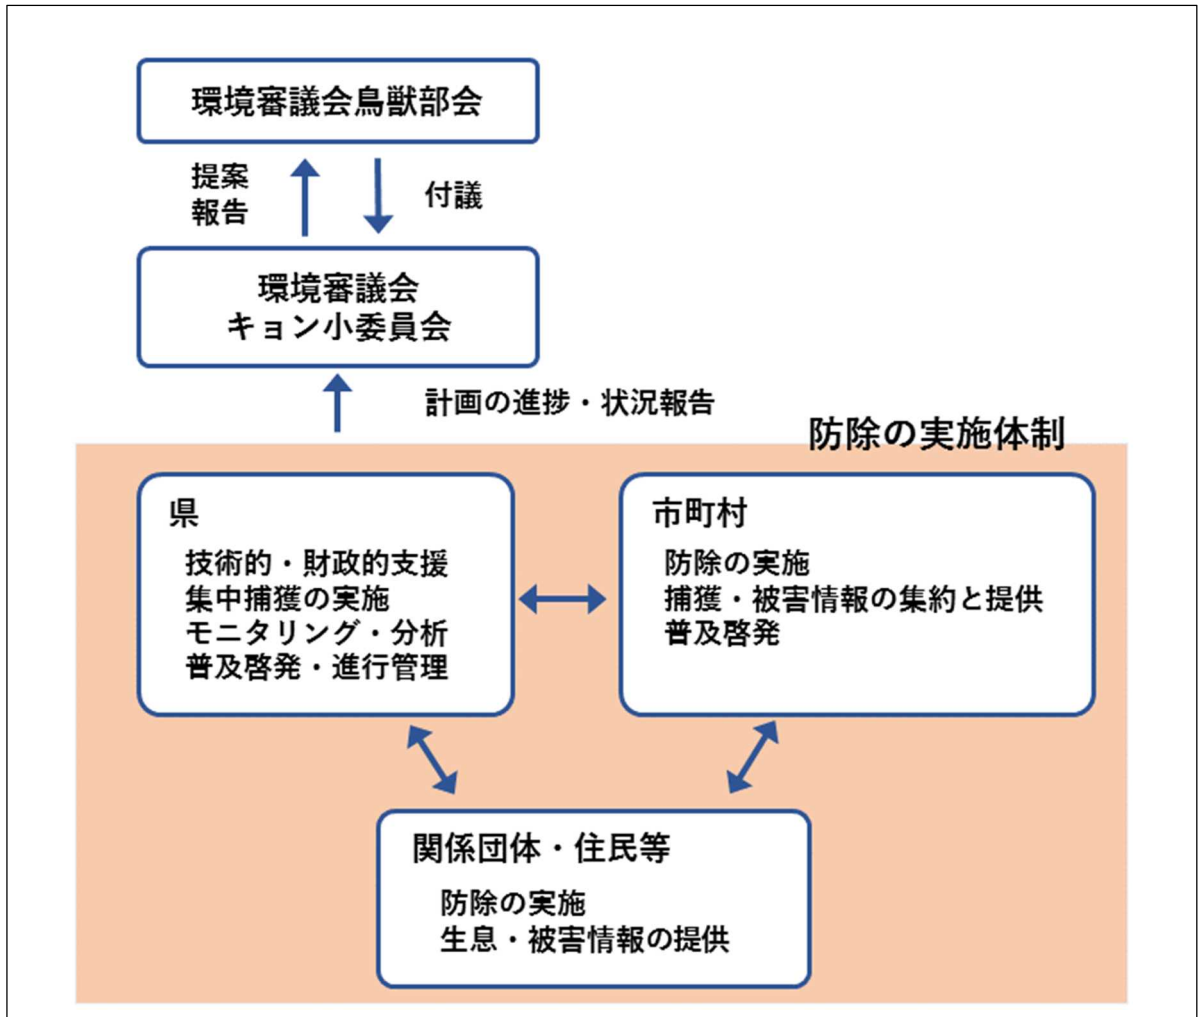 環境審議会鳥獣部会
提案
報告
付議
環境審議会
キョン小委員会
計画の進捗・状況報告
防除の実施体制
県
技術的・財政的支援
集中捕獲の実施
モニタリング・分析
普及啓発・進行管理
市町村
防除の実施
捕獲・被害情報の集約と提供
普及啓発
関係団体・住民等
防除の実施
生息・被害情報の提供